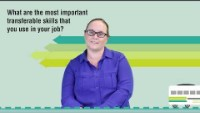 What are the most important
transferable skills that
you use in your job?